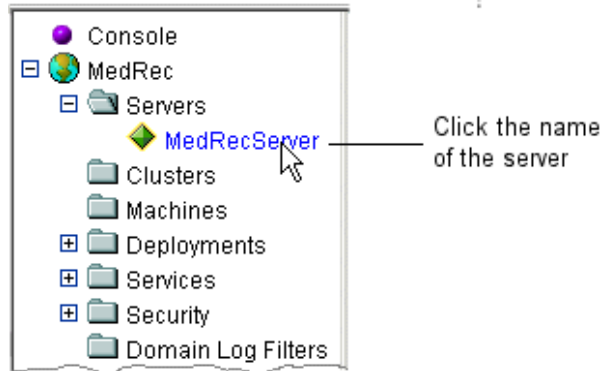 Console
MedRec
Servers
MedRecServer
Click the name
of the server
Clusters
Machines
Deployments
Services
Security
Domain Log Filters